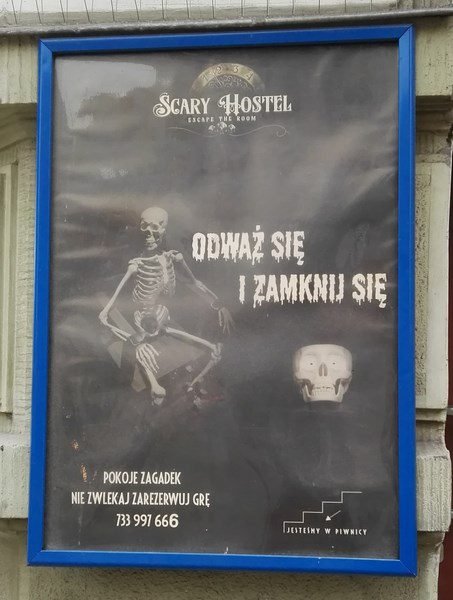 SCARY HOSTEL
ESCAPE THE ROOM
ODWAŻ SIĘ
I ZAMKNIJ SIĘ
POKOJE ZAGADEK
NIE ZWLEKAJ ZAREZERWUJ GRĘ
733 997 666
JESTEŚMY W PIWNICY